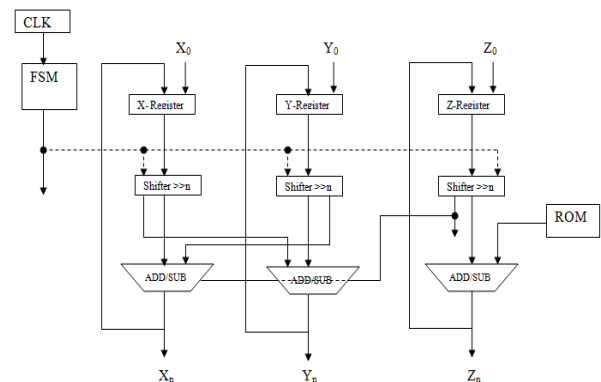 CLK
X0 Y0 Z0
FSM
X- Register Y-Register Z-Register
Shifter >>n Shifter >>n Shifter >>n
ROM
ADD/SUB ADD/SUB ADD/SUB
Xn Yn Zn